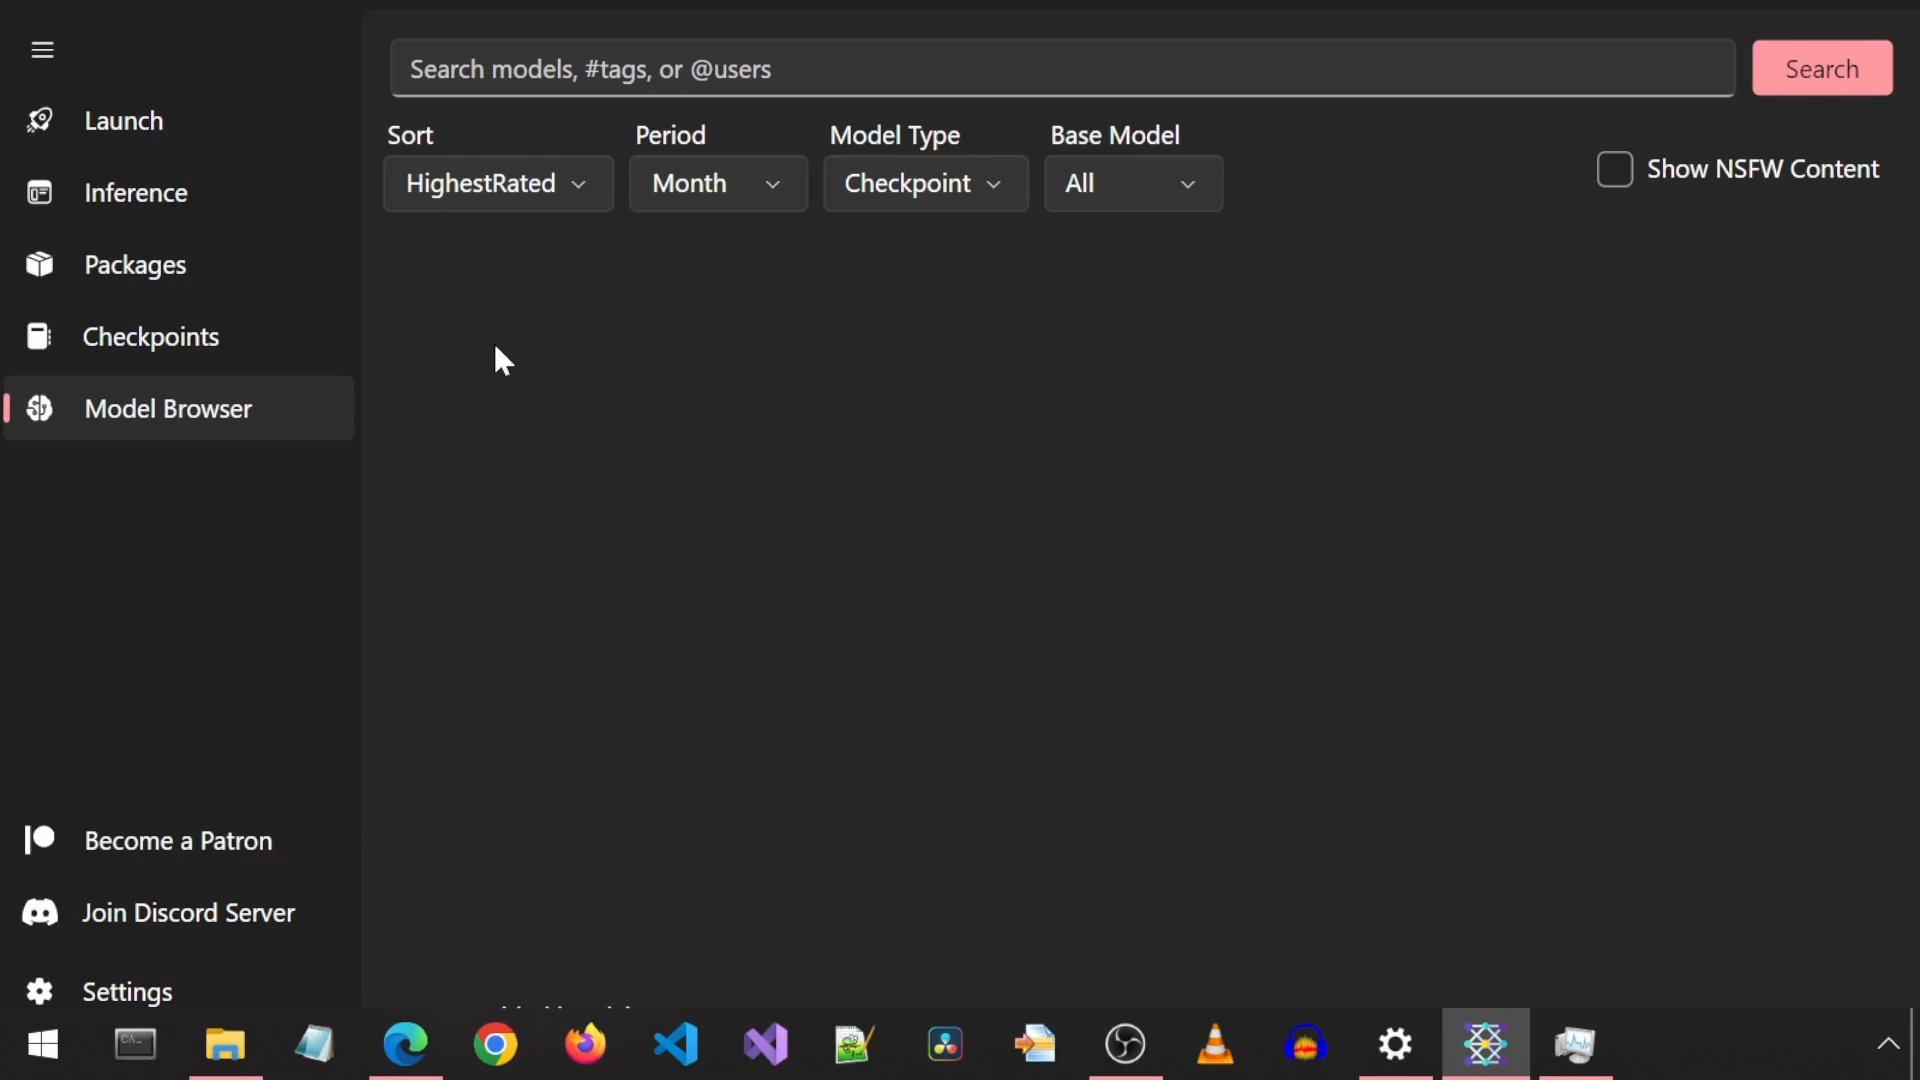 Search models, #tags, or @users
Search
Launch
Inference
Packages
Checkpoints
Model Browser
Sort
Period
Model Type
Base Model
HighestRated
Month
Checkpoint
All
Show NSFW Content
Become a Patron
Join Discord Server
Settings